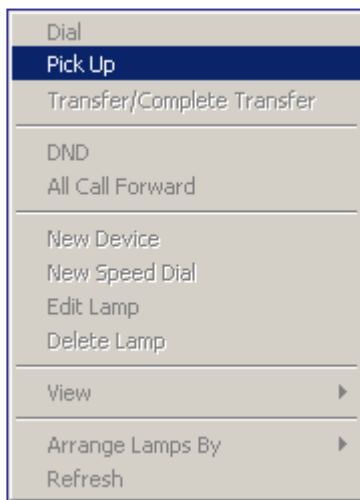 Dial
Pick Up
Transfer/Complete Transfer
DND
All Call Forward
New Device
New Speed Dial
Edit Lamp
Delete Lamp
View
Arrange Lamps By
Refresh